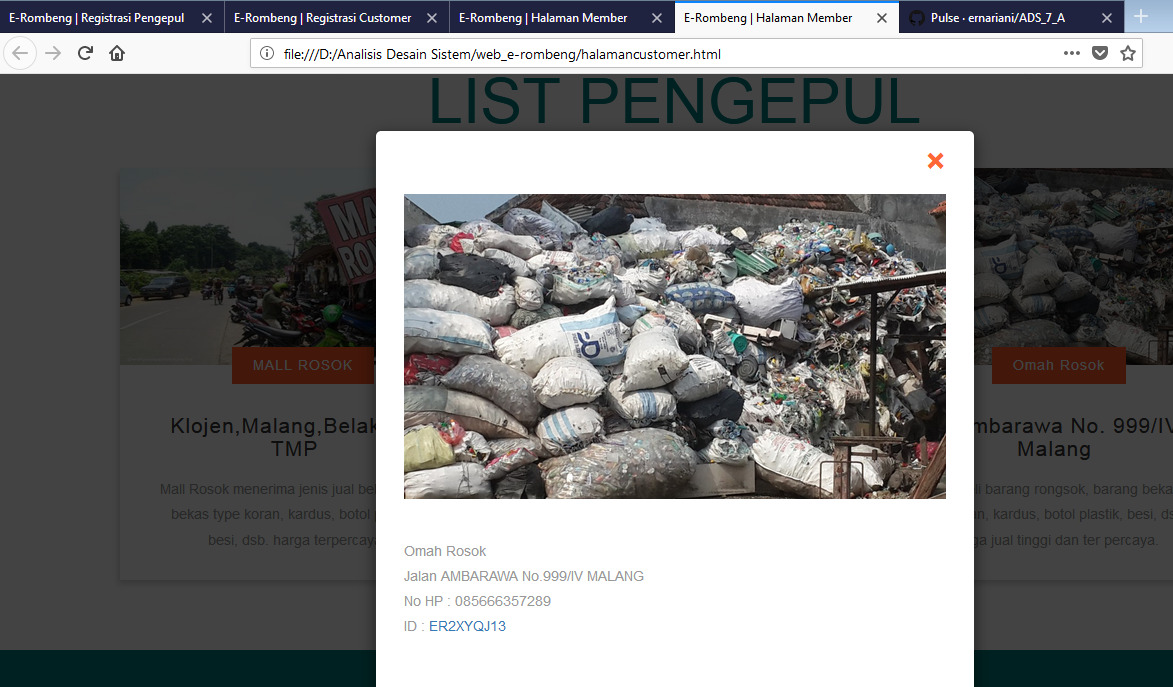 E-Rombeng | Registrasi Pengepul
E-Rombeng | Registrasi Customer
E-Rombeng | Halaman Member
E-Rombeng | Halaman Member
Pulse · ernariani/ADS_7_A
file:///D:/Analisis Desain Sistem/web_e-rombeng/halamancustomer.html
LIST PENGEPUL
MALL ROSOK
Klojen,Malang,Belak
TMP
Mall Rosok menerima jenis jual be
bekas type koran, kardus, botol
besi, dsb. harga terpercaya
Omah Rosok
Jalan AMBARAWA No.999/IV MALANG
No HP : 085666357289
ID : ER2XYQJ13
Omah Rosok
mbarawa No. 999/IV
Malang
i barang rongsok, barang beka
an, kardus, botol plastik, besi, ds
ga jual tinggi dan ter percaya.